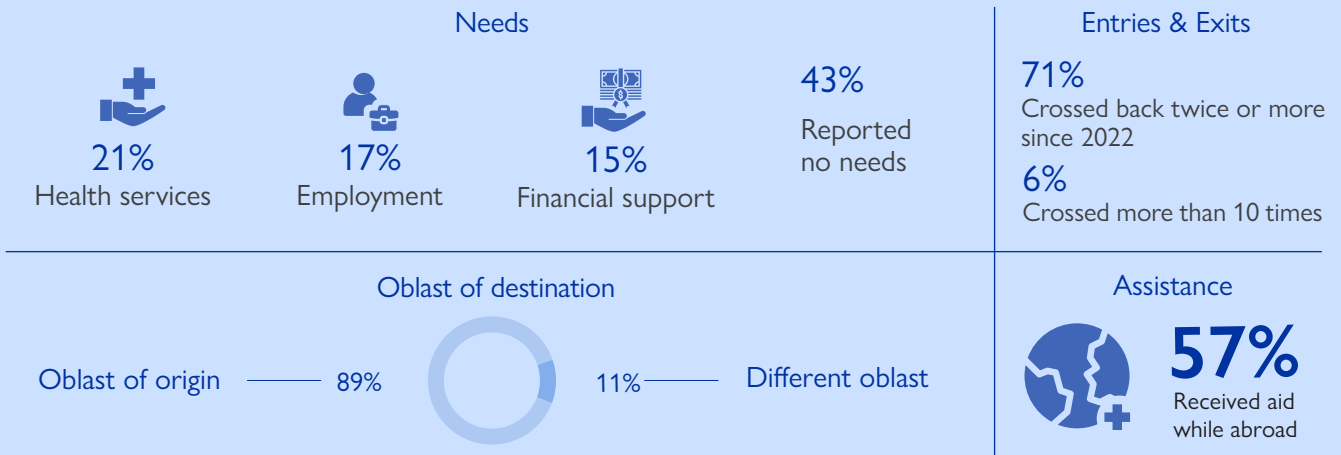 Needs
21%
Health services
17%
Employment
15%
Financial support
43%
Reported
no needs
Entries & Exits
71%
Crossed back twice or more
since 2022
6%
Crossed more than 10 times
Oblast of destination
Oblast of origin
89%
11%
Different oblast
Assistance
57%
Received aid
while abroad